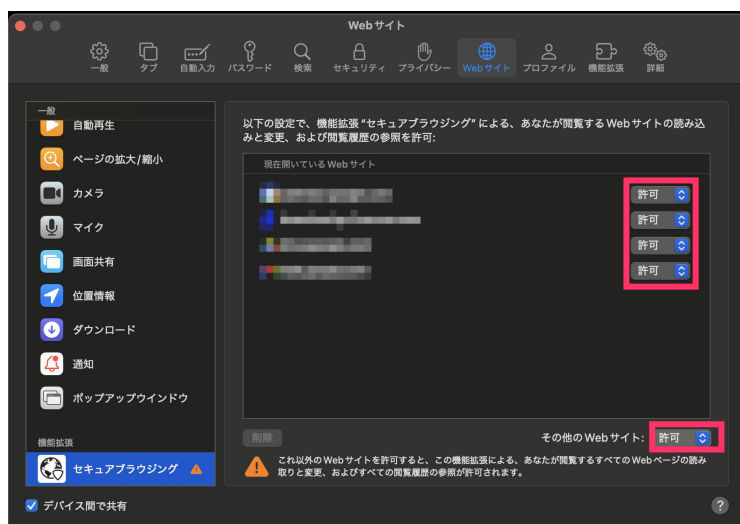 Webサイト
一般
タブ
自動入力
パスワード
検索
セキュリティ
プライバシー
Webサイト
プロファイル
機能拡張
詳細
一般
自動再生
ページの拡大/縮小
カメラ
マイク
画面共有
位置情報
ダウンロード
通知
ポップアップウインドウ
機能拡張
セキュアブラウジング
デバイス間で共有
以下の設定で、機能拡張“セキュアブラウジング”による、あなたが閲覧するWebサイトの読み込
みと変更、および閲覧履歴の参照を許可:
現在開いているWebサイト
許可
許可
許可
許可
削除
その他のWebサイト: 許可
これ以外のWebサイトを許可すると、この機能拡張による、あなたが閲覧するすべてのWebページの読み
取りと変更、およびすべての閲覧履歴の参照が許可されます。
?